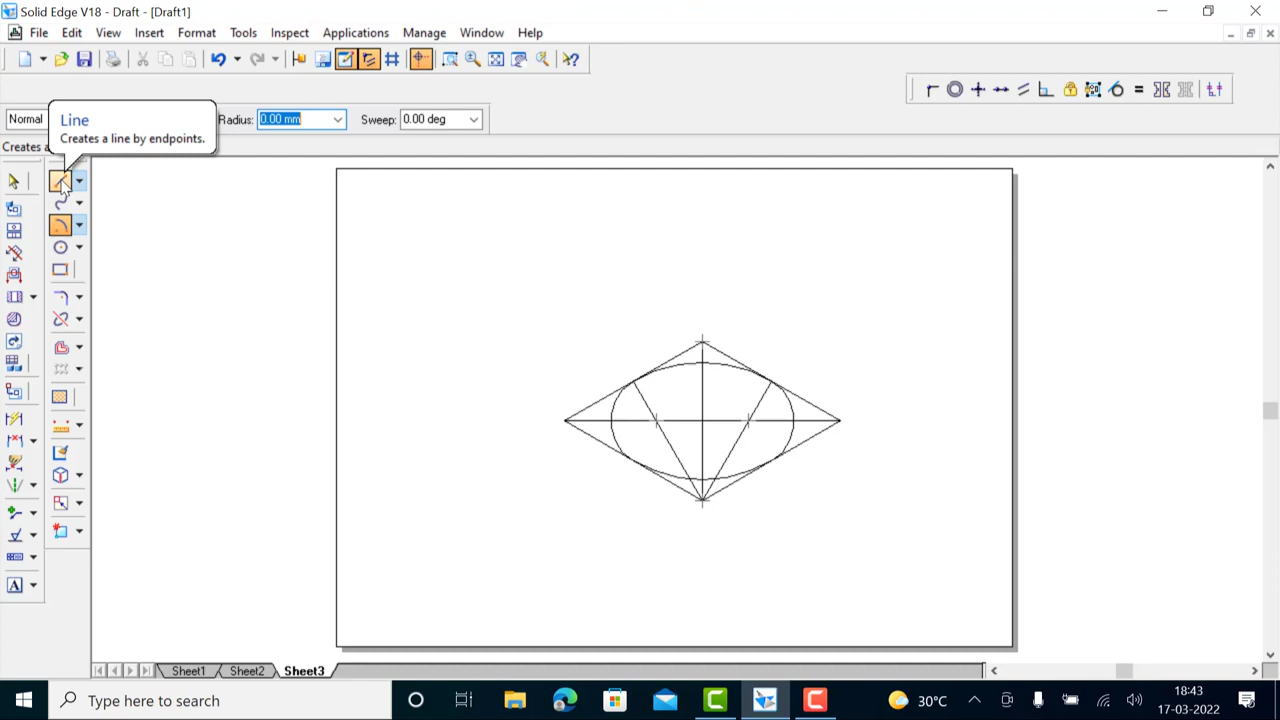 Solid Edge V18 - Draft - [Draft1]
File Edit View Insert Format Tools Inspect Applications Manage Window Help
Line
Creates a line by endpoints.
Normal
Radius: 0.00 mm Sweep: 0.00 deg
Creates a
A
Sheet1 Sheet2 Sheet3
Type here to search
30°C
18:43
17-03-2022